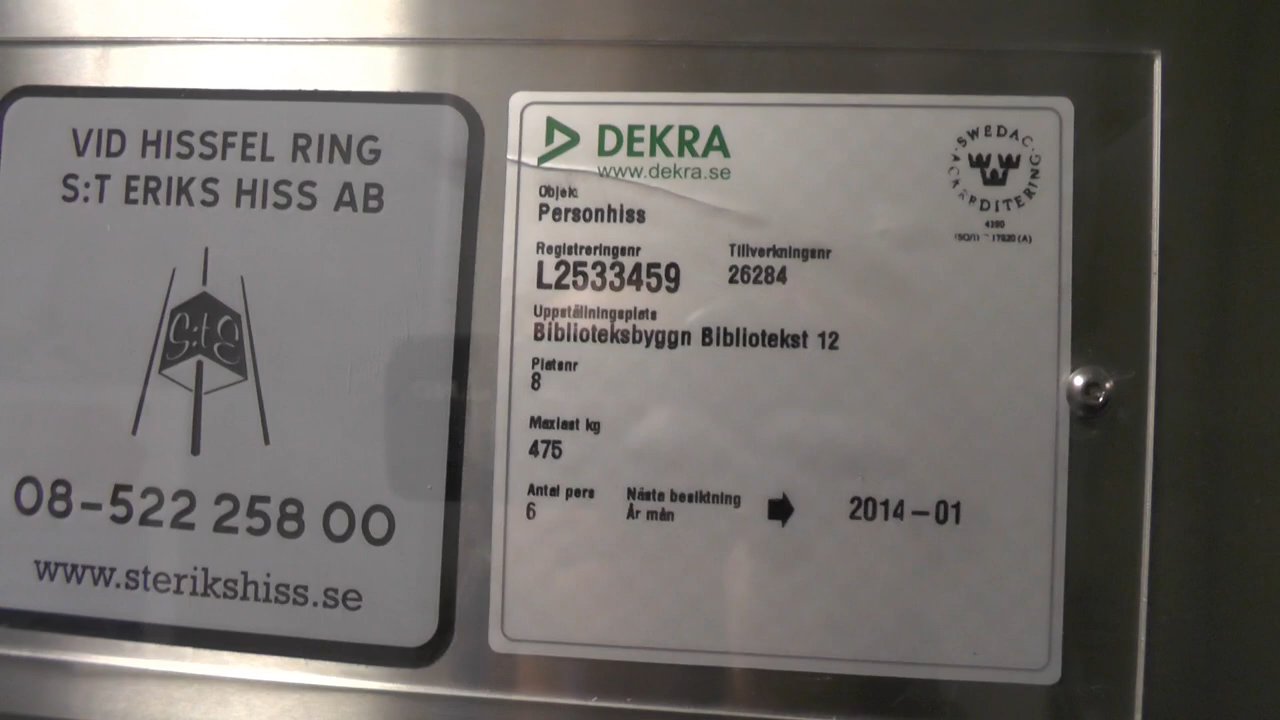 VID HISSFEL RING
S:T ERIKS HISS AB
S:t E
08-522 258 00
www.sterikshiss.se
DEKRA
www.dekra.se
SWEDAC
ACKREDITERING
Objekt
Personhiss
Registreringsnr
L2533459
Tillverkningsnr
26284
Uppställningsplats
Biblioteksbyggn Bibliotekst 12
Platsnr
8
Maxlast kg
475
Antal pers
6
Nästa besiktning
År mån
2014-01